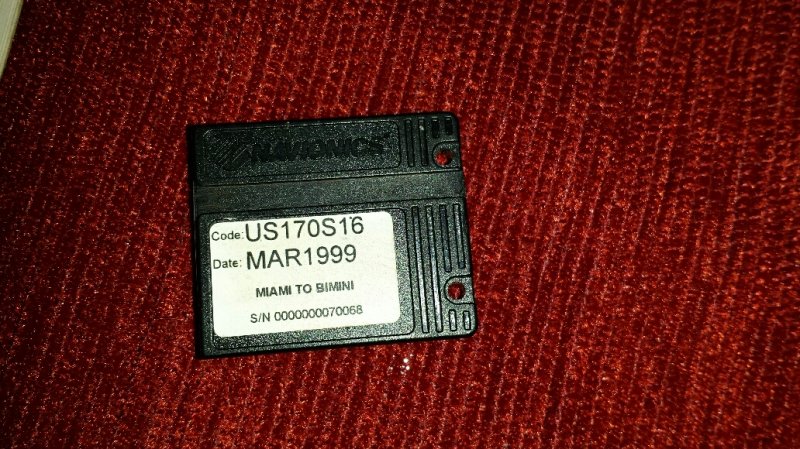 NAVIONICS
Code: US170S16
Date: MAR1999
MIAMI TO BIMINI
S/N 0000000070068